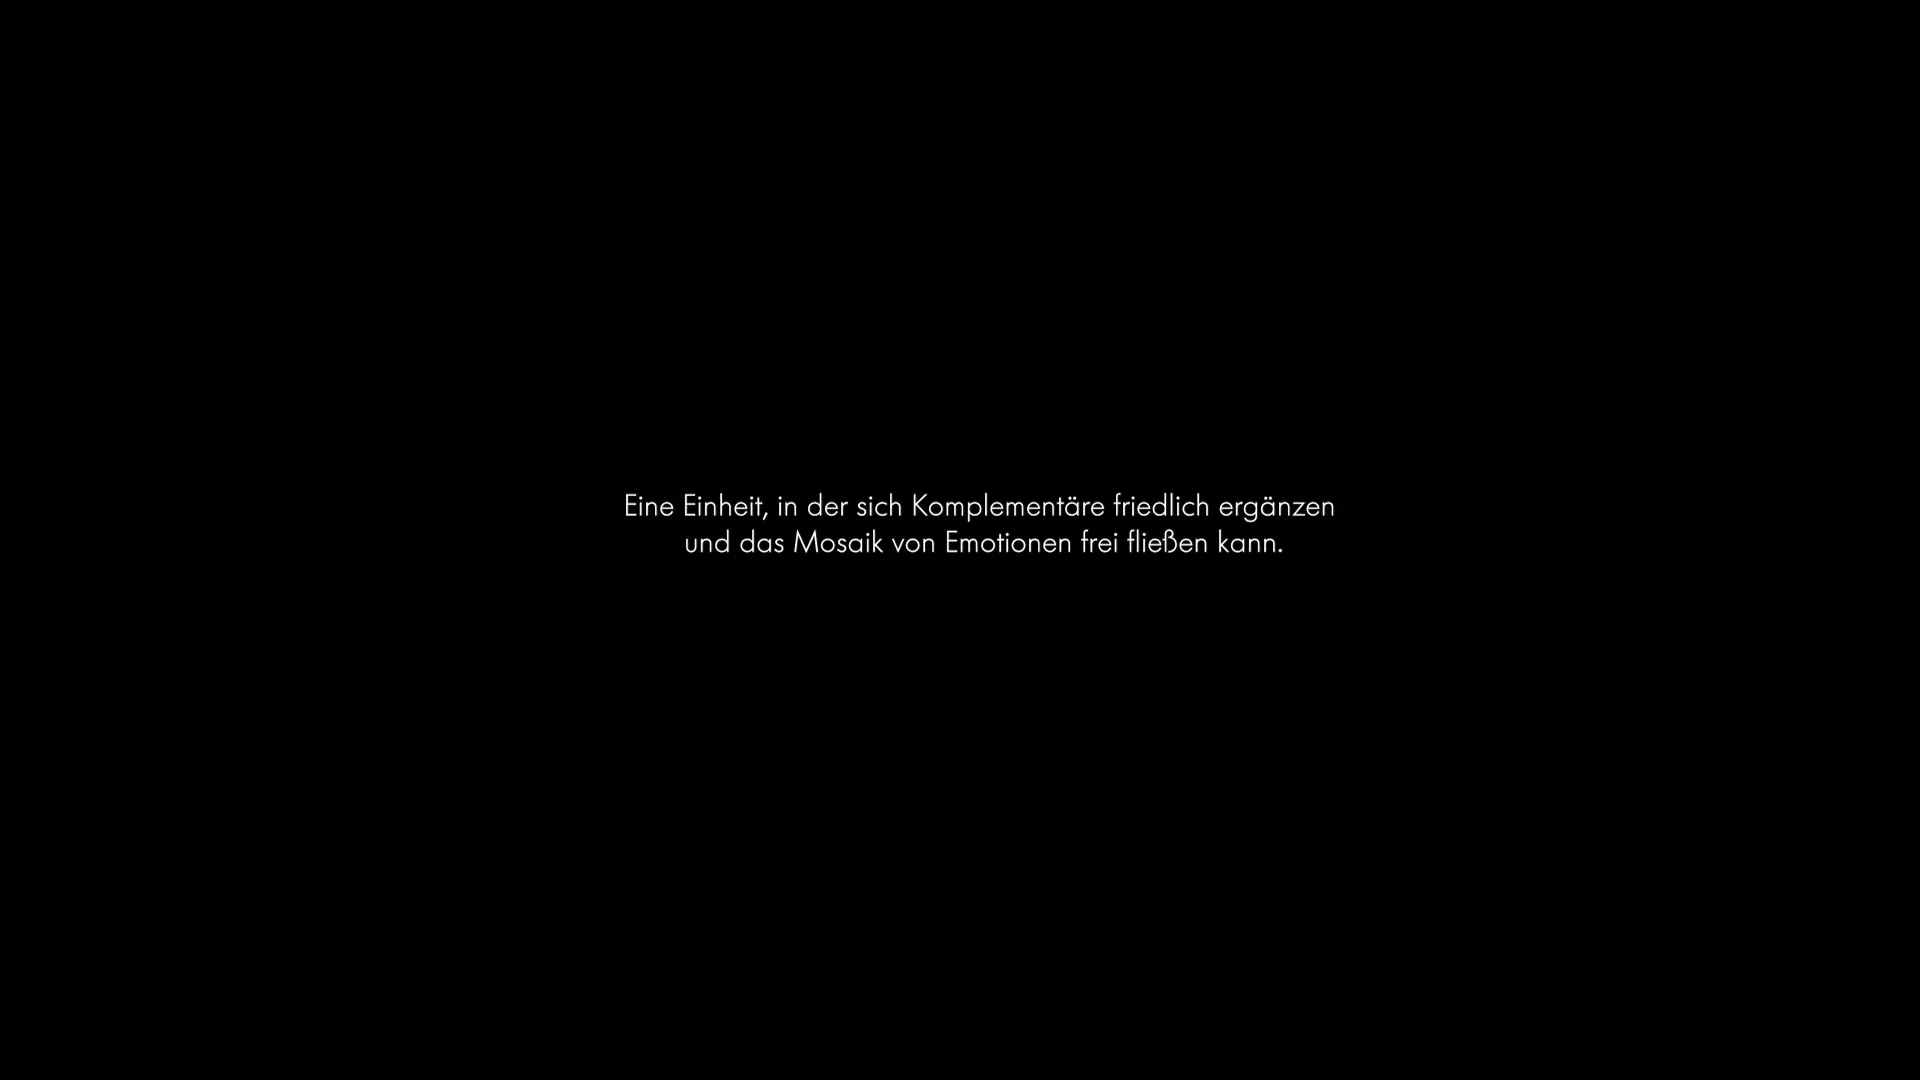 Eine Einheit, in der sich Komplementäre friedlich ergänzen
und das Mosaik von Emotionen frei fließen kann.